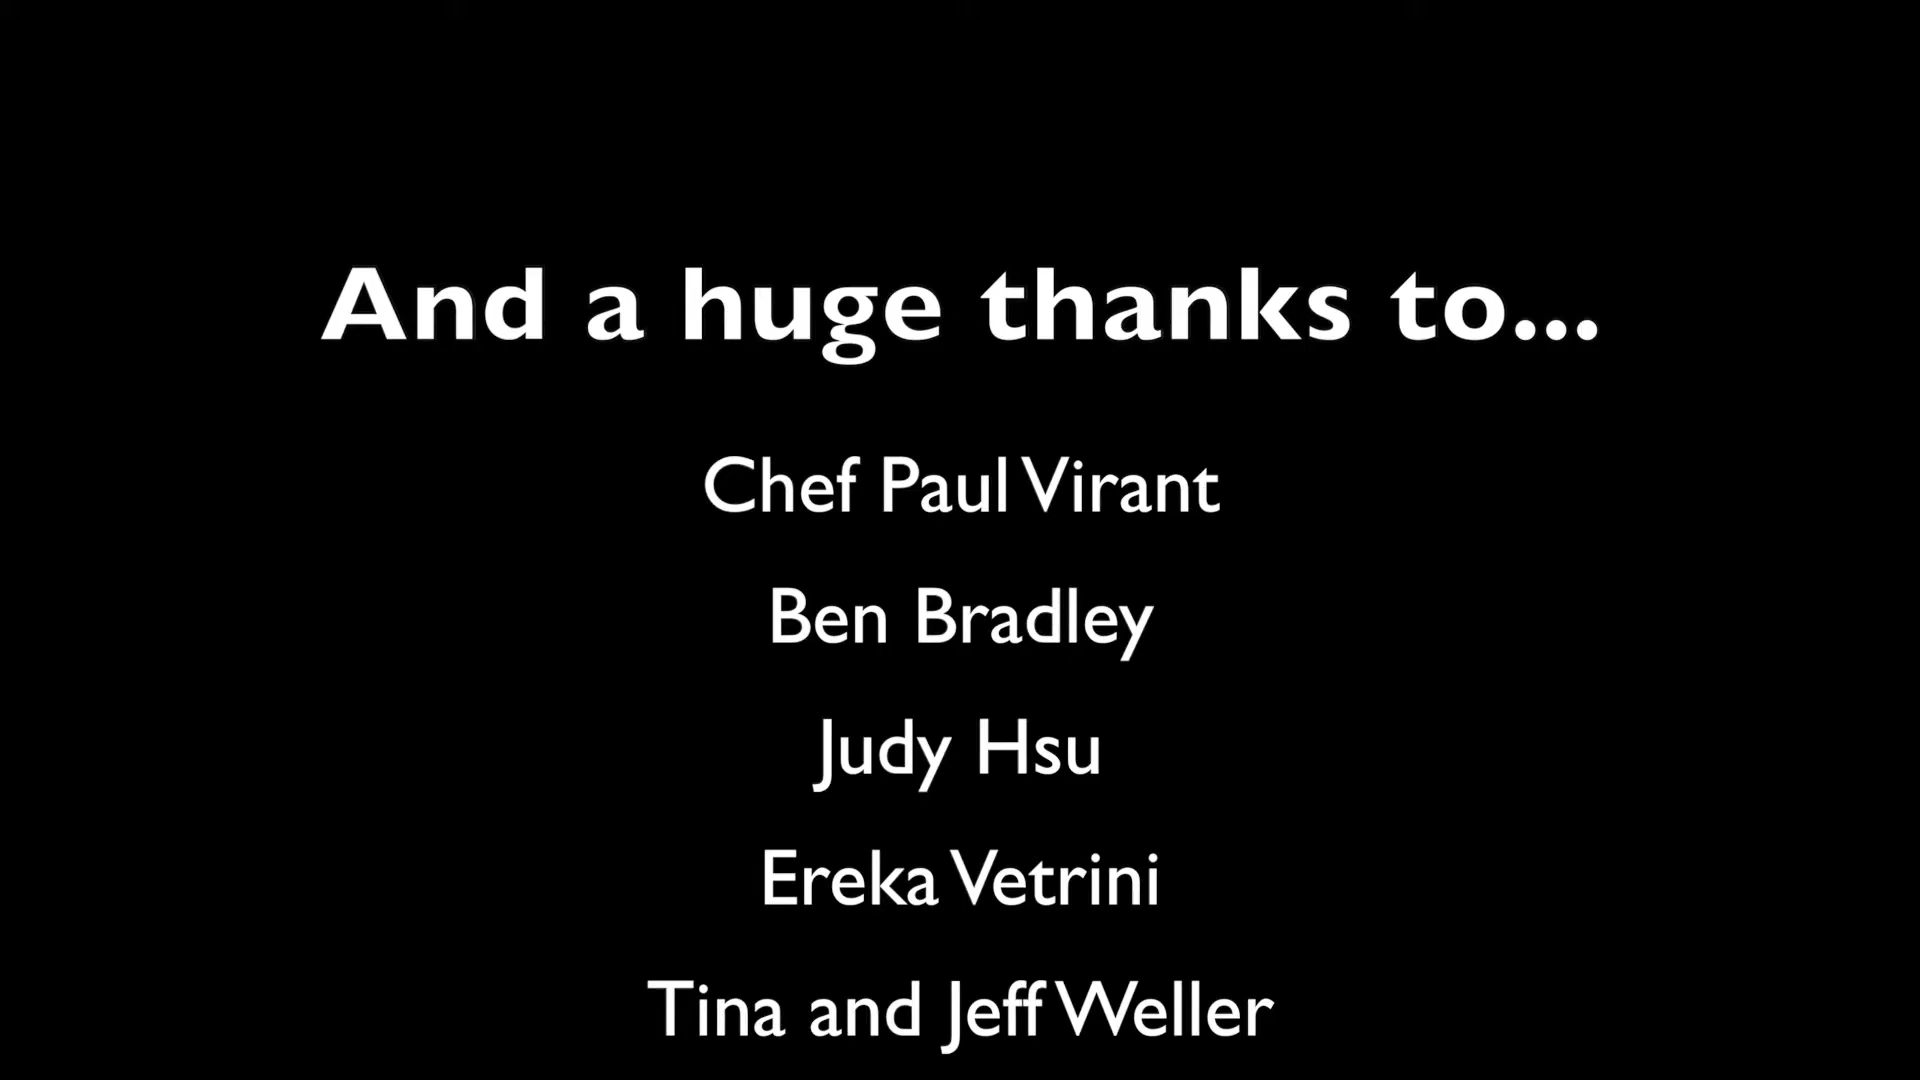 And a huge thanks to...
Chef Paul Virant
Ben Bradley
Judy Hsu
Ereka Vetrini
Tina and Jeff Weller